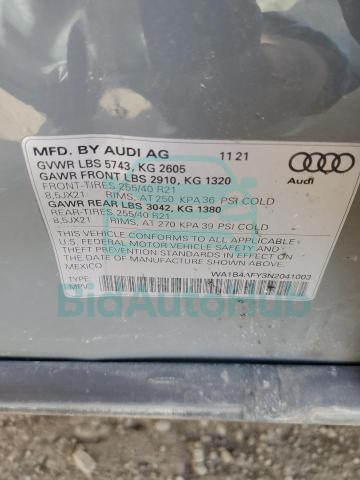 MFD. BY AUDI AG 11 21
GVWR LBS 5743, KG 2605
GAWR FRONT LBS 2910, KG 1320
FRONT-TIRES 255/40 R21
8,5JX21 RIMS, AT 250 KPA 36 PSI COLD
GAWR REAR LBS 3042, KG 1380
REAR-TIRES 255/40 R21
8,5JX21 RIMS, AT 270 KPA 39 PSI COLD
THIS VEHICLE CONFORMS TO ALL APPLICABLE
U.S. FEDERAL MOTOR VEHICLE SAFETY AND
THEFT PREVENTION STANDARDS IN EFFECT ON
THE DATE OF MANUFACTURE SHOWN ABOVE.
MEXICO
TYPE:
MPV
Audi
BidAutoHub